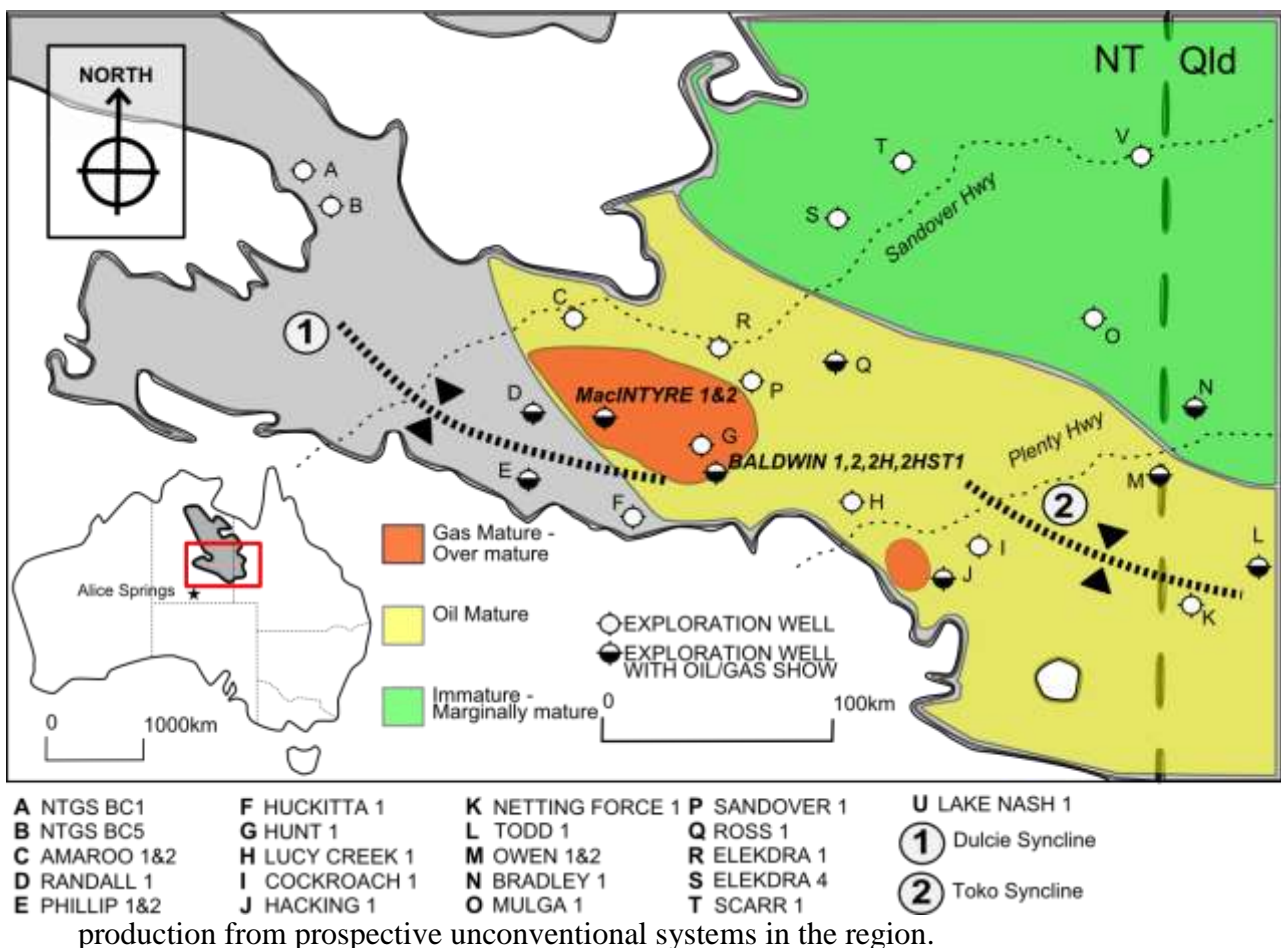 NORTH
NT Qld
A
T
V
B
S
Sandover Hwy
C
O
1
R
Q
P
N
MacINTYRE 1&2
D
G
Plenty Hwy
BALDWIN 1,2,2H,2HST1
M
E
2
H
F
L
I
Gas Mature -
Over mature
J
Alice Springs
K
Oil Mature
EXPLORATION WELL
EXPLORATION WELL
WITH OIL/GAS SHOW
Immature -
Marginally mature
0 100km
0 1000km
A NTGS BC1
B NTGS BC5
C AMAROO 1&2
D RANDALL 1
E PHILLIP 1&2
F HUCKITTA 1
G HUNT 1
H LUCY CREEK 1
I COCKROACH 1
J HACKING 1
K NETTING FORCE 1
L TODD 1
M OWEN 1&2
N BRADLEY 1
O MULGA 1
P SANDOVER 1
Q ROSS 1
R ELEKDRA 1
S ELEKDRA 4
T SCARR 1
U LAKE NASH 1
1 Dulcie Syncline
2 Toko Syncline
production from prospective unconventional systems in the region.